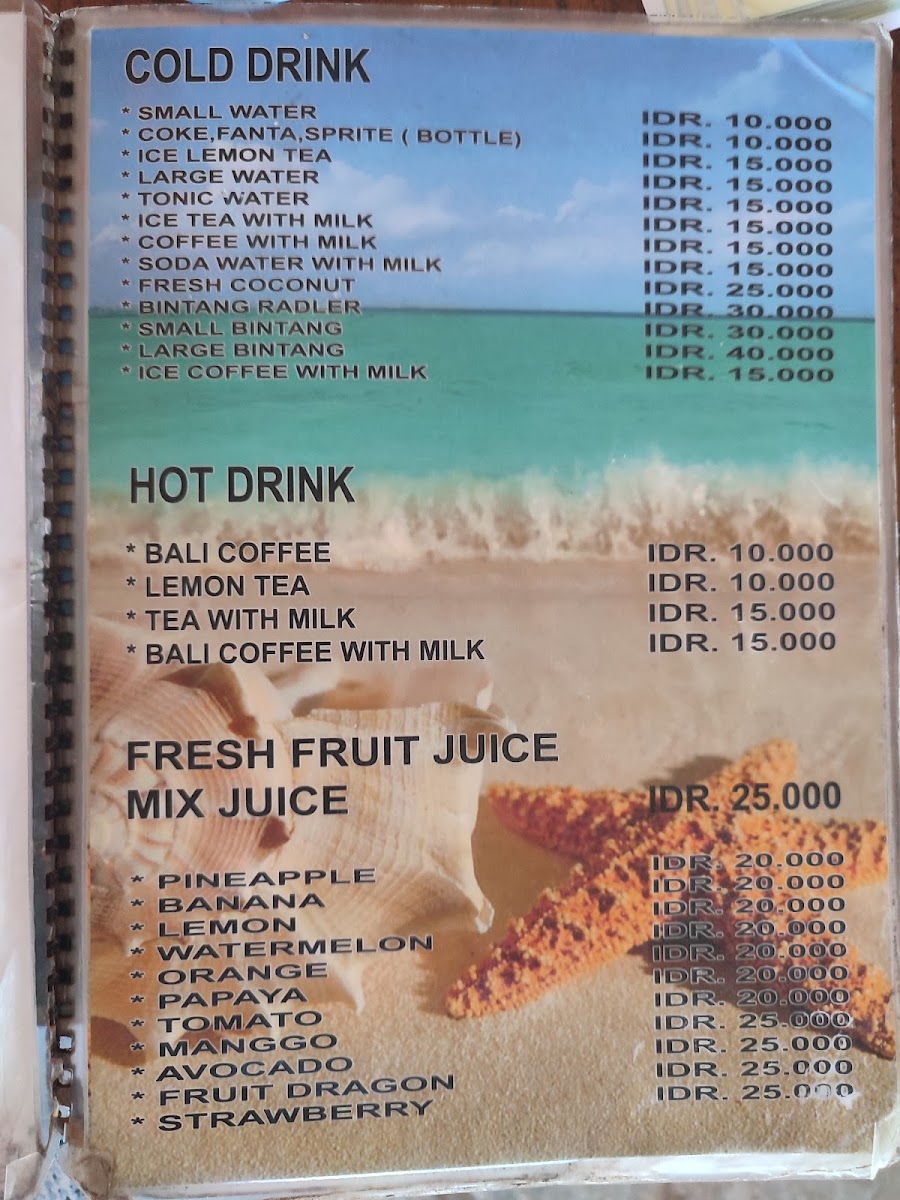 COLD DRINK
* SMALL WATER IDR. 10.000
* COKE,FANTA,SPRITE ( BOTTLE) IDR. 10.000
* ICE LEMON TEA IDR. 15.000
* LARGE WATER IDR. 15.000
* TONIC WATER IDR. 15.000
* ICE TEA WITH MILK IDR. 15.000
* COFFEE WITH MILK IDR. 15.000
* SODA WATER WITH MILK IDR. 15.000
* FRESH COCONUT IDR. 25.000
* BINTANG RADLER IDR. 30.000
* SMALL BINTANG IDR. 30.000
* LARGE BINTANG IDR. 40.000
* ICE COFFEE WITH MILK IDR. 15.000
HOT DRINK
* BALI COFFEE IDR. 10.000
* LEMON TEA IDR. 10.000
* TEA WITH MILK IDR. 15.000
* BALI COFFEE WITH MILK IDR. 15.000
FRESH FRUIT JUICE
MIX JUICE IDR. 25.000
* PINEAPPLE IDR. 20.000
* BANANA IDR. 20.000
* LEMON IDR. 20.000
* WATERMELON IDR. 20.000
* ORANGE IDR. 20.000
* PAPAYA IDR. 20.000
* TOMATO IDR. 20.000
* MANGGO IDR. 25.000
* AVOCADO IDR. 25.000
* FRUIT DRAGON IDR. 25.000
* STRAWBERRY IDR. 25.000